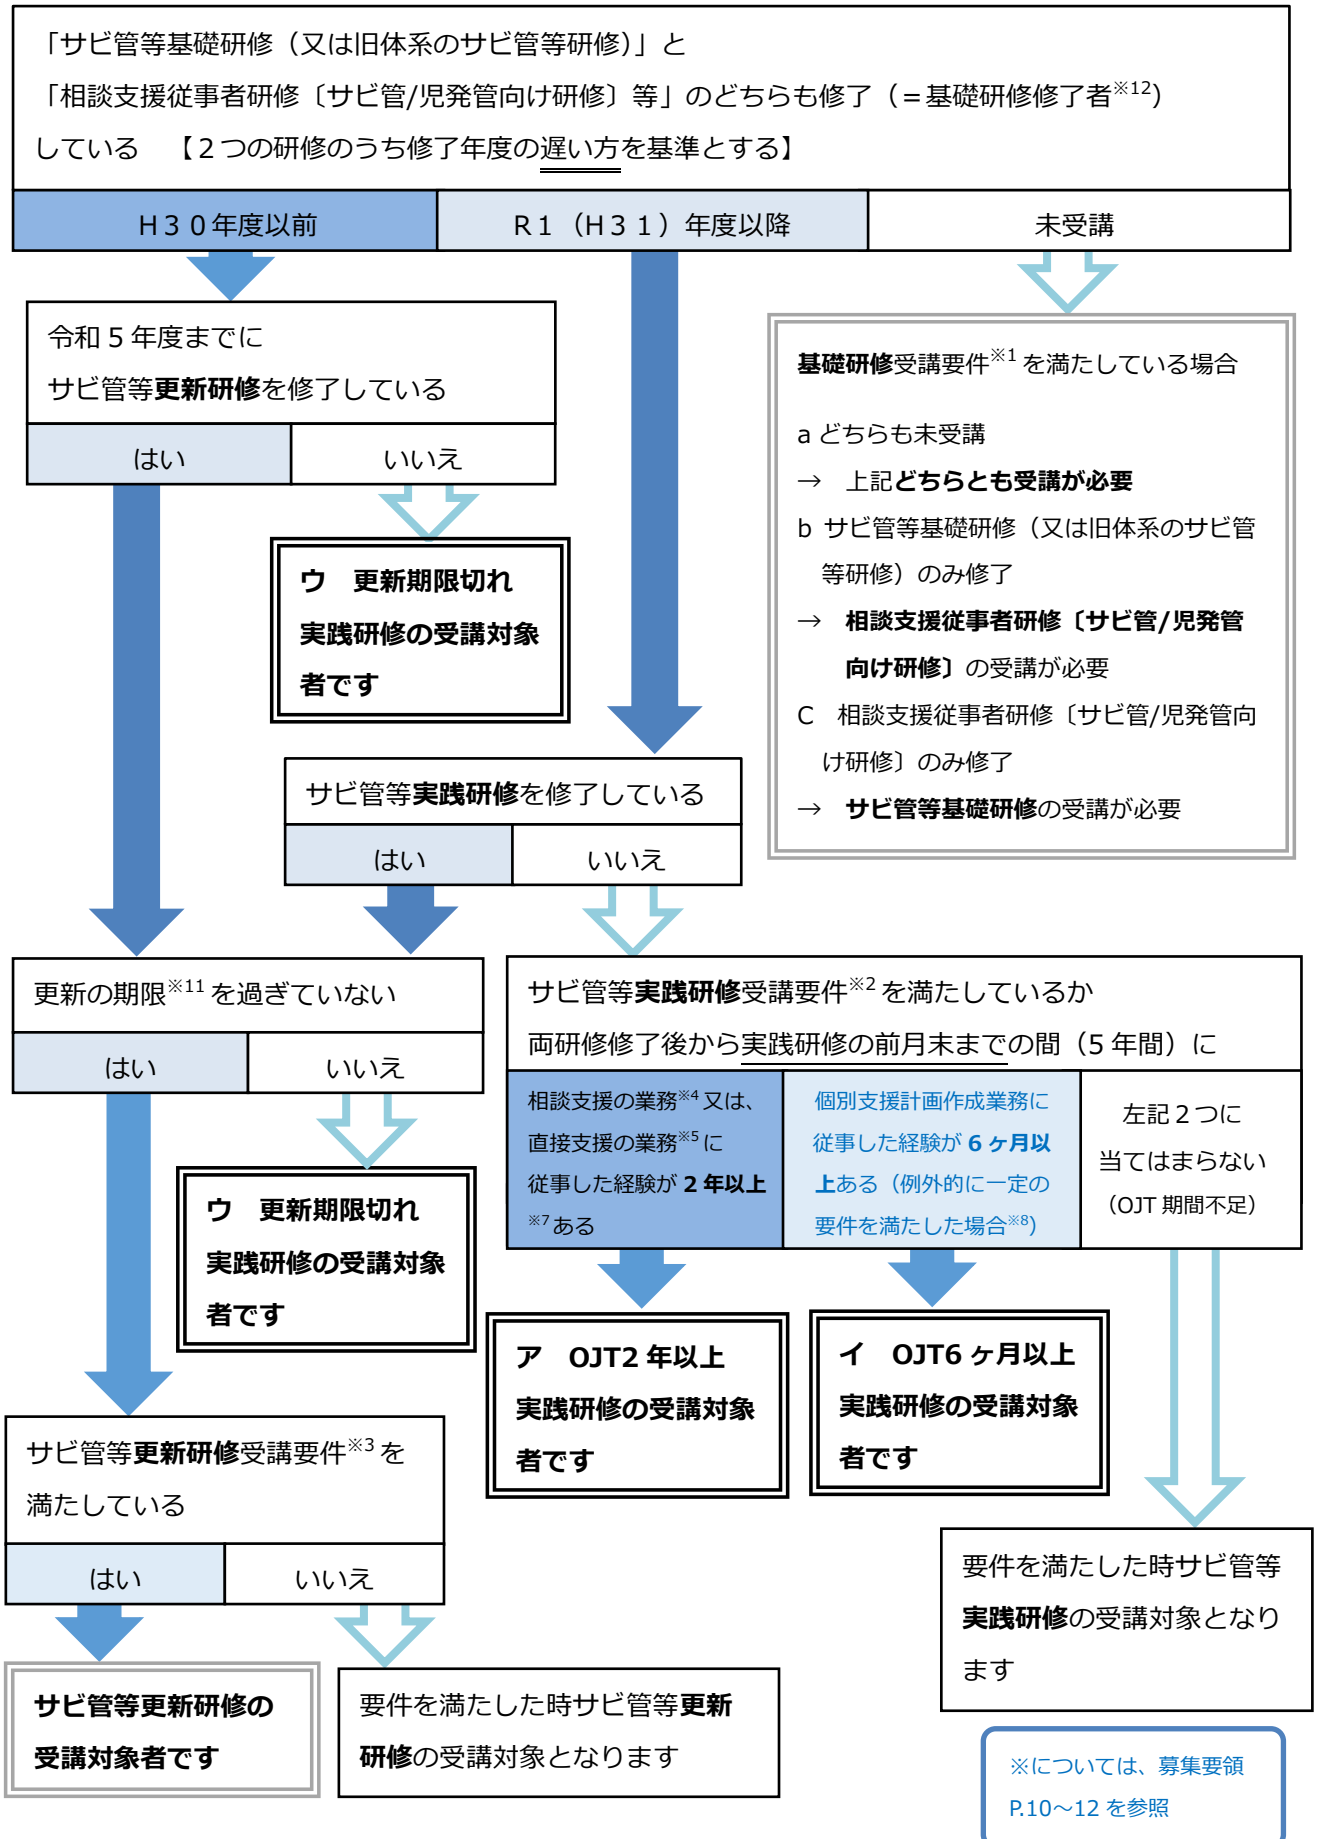 「サビ管等基礎研修（又は旧体系のサビ管等研修）」と
「相談支援従事者研修〔サビ管/児発管向け研修〕等」のどちらも修了（＝基礎研修修了者※12）
している　【２つの研修のうち修了年度の遅い方を基準とする】
H３０年度以前
R１（H３１）年度以降
未受講
令和５年度までに
サビ管等更新研修を修了している
はい
いいえ
ウ　更新期限切れ
実践研修の受講対象
者です
基礎研修受講要件※1を満たしている場合
a どちらも未受講
→　上記どちらとも受講が必要
b サビ管等基礎研修（又は旧体系のサビ管
等研修）のみ修了
→　相談支援従事者研修〔サビ管/児発管
向け研修〕の受講が必要
C　相談支援従事者研修〔サビ管/児発管向
け研修〕のみ修了
→　サビ管等基礎研修の受講が必要
サビ管等実践研修を修了している
はい
いいえ
更新の期限※11を過ぎていない
はい
いいえ
ウ　更新期限切れ
実践研修の受講対象
者です
サビ管等実践研修受講要件※2を満たしているか
両研修修了後から実践研修の前月末までの間（５年間）に
相談支援の業務※4又は、
直接支援の業務※5に
従事した経験が２年以上
※7ある
個別支援計画作成業務に
従事した経験が６ヶ月以
上ある（例外的に一定の
要件を満たした場合※8）
左記２つに
当てはまらない
（OJT期間不足）
ア　OJT2年以上
実践研修の受講対象
者です
イ　OJT6ヶ月以上
実践研修の受講対象
者です
サビ管等更新研修受講要件※3を
満たしている
はい
いいえ
サビ管等更新研修の
受講対象者です
要件を満たした時サビ管等更新
研修の受講対象となります
要件を満たした時サビ管等
実践研修の受講対象となり
ます
※については、募集要領
P.10～12を参照